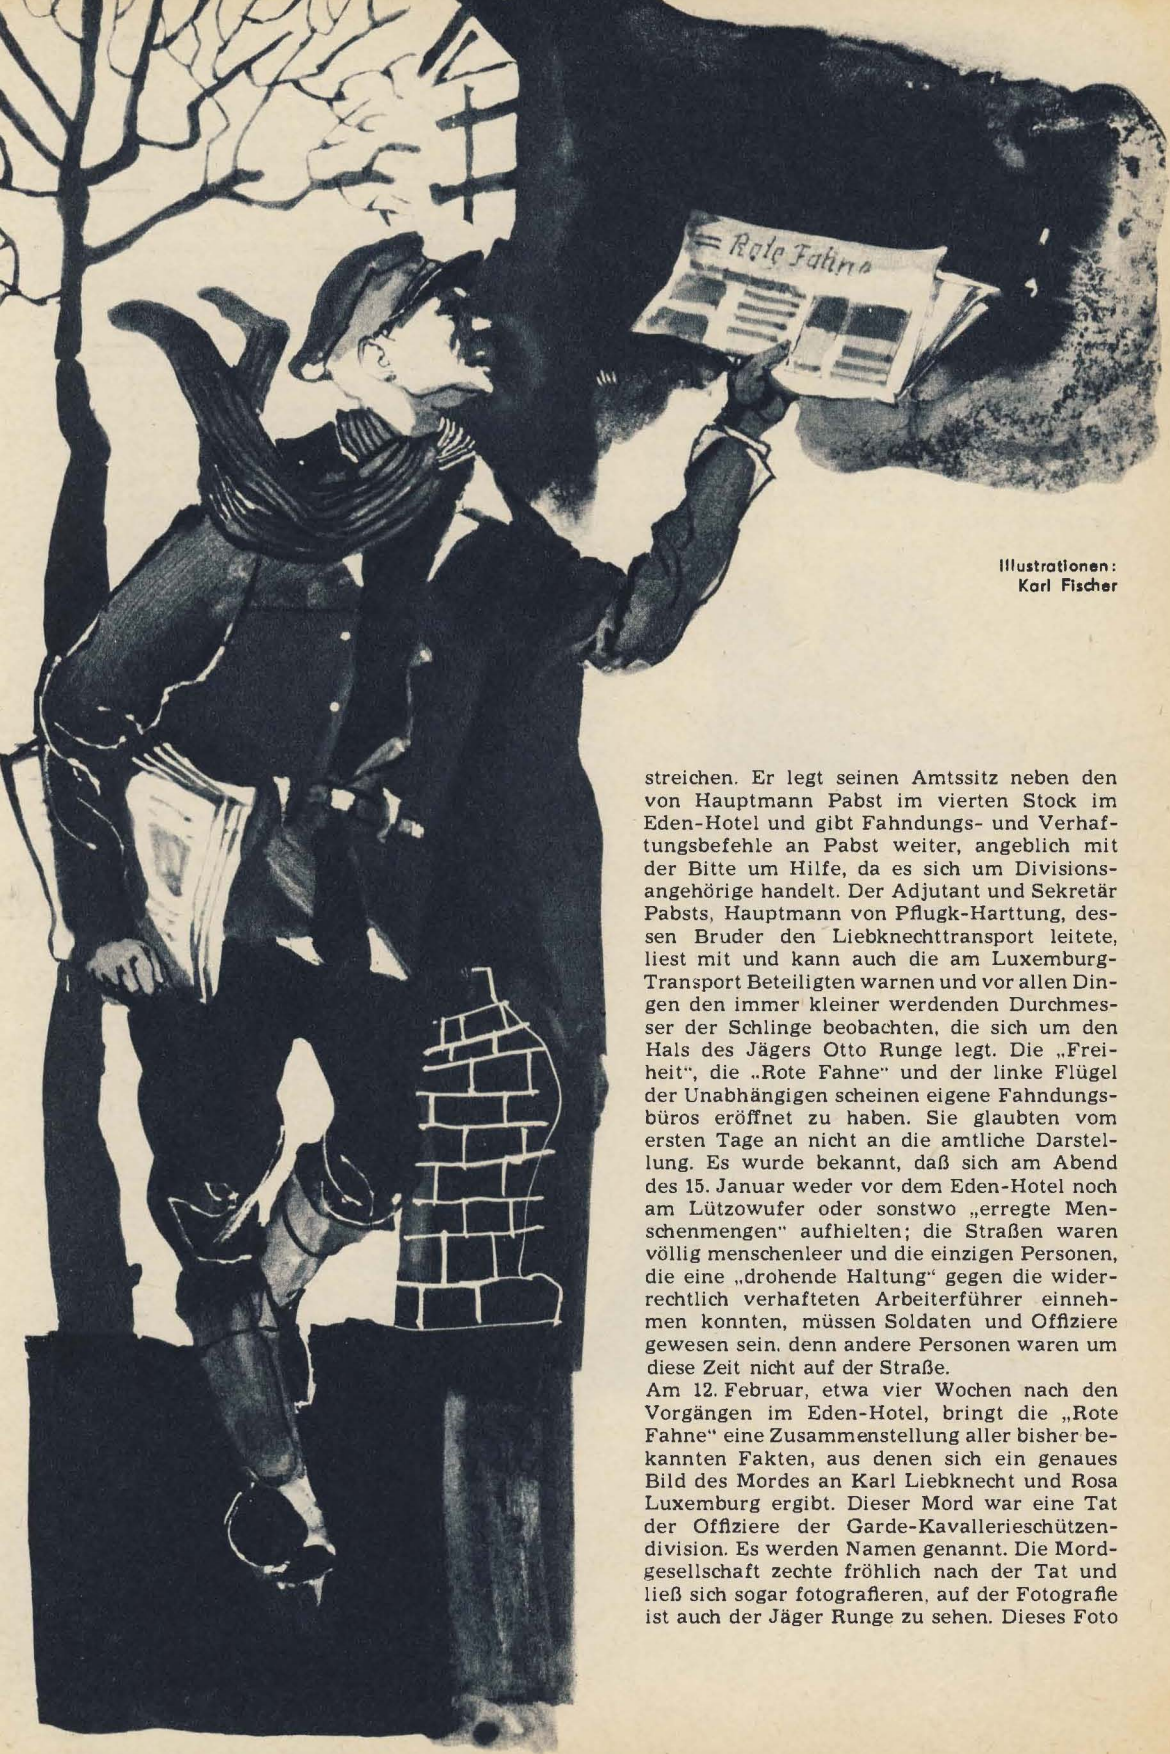 = Rote Fahne
Illustrationen:
Karl Fischer
streichen. Er legt seinen Amtssitz neben den
von Hauptmann Pabst im vierten Stock im
Eden-Hotel und gibt Fahndungs- und Verhaf-
tungsbefehle an Pabst weiter, angeblich mit
der Bitte um Hilfe, da es sich um Divisions-
angehörige handelt. Der Adjutant und Sekretär
Pabsts, Hauptmann von Pflugk-Harttung, des-
sen Bruder den Liebknechttransport leitete,
liest mit und kann auch die am Luxemburg-
Transport Beteiligten warnen und vor allen Din-
gen den immer kleiner werdenden Durchmes-
ser der Schlinge beobachten, die sich um den
Hals des Jägers Otto Runge legt. Die „Frei-
heit“, die „Rote Fahne“ und der linke Flügel
der Unabhängigen scheinen eigene Fahndungs-
büros eröffnet zu haben. Sie glaubten vom
ersten Tage an nicht an die amtliche Darstel-
lung. Es wurde bekannt, daß sich am Abend
des 15. Januar weder vor dem Eden-Hotel noch
am Lützowufer oder sonstwo „erregte Men-
schenmengen“ aufhielten; die Straßen waren
völlig menschenleer und die einzigen Personen,
die eine „drohende Haltung“ gegen die wider-
rechtlich verhafteten Arbeiterführer einneh-
men konnten, müssen Soldaten und Offiziere
gewesen sein, denn andere Personen waren um
diese Zeit nicht auf der Straße.
Am 12. Februar, etwa vier Wochen nach den
Vorgängen im Eden-Hotel, bringt die „Rote
Fahne“ eine Zusammenstellung aller bisher be-
kannten Fakten, aus denen sich ein genaues
Bild des Mordes an Karl Liebknecht und Rosa
Luxemburg ergibt. Dieser Mord war eine Tat
der Offiziere der Garde-Kavallerieschützen-
division. Es werden Namen genannt. Die Mord-
gesellschaft zechte fröhlich nach der Tat und
ließ sich sogar fotografieren, auf der Fotografie
ist auch der Jäger Runge zu sehen. Dieses Foto